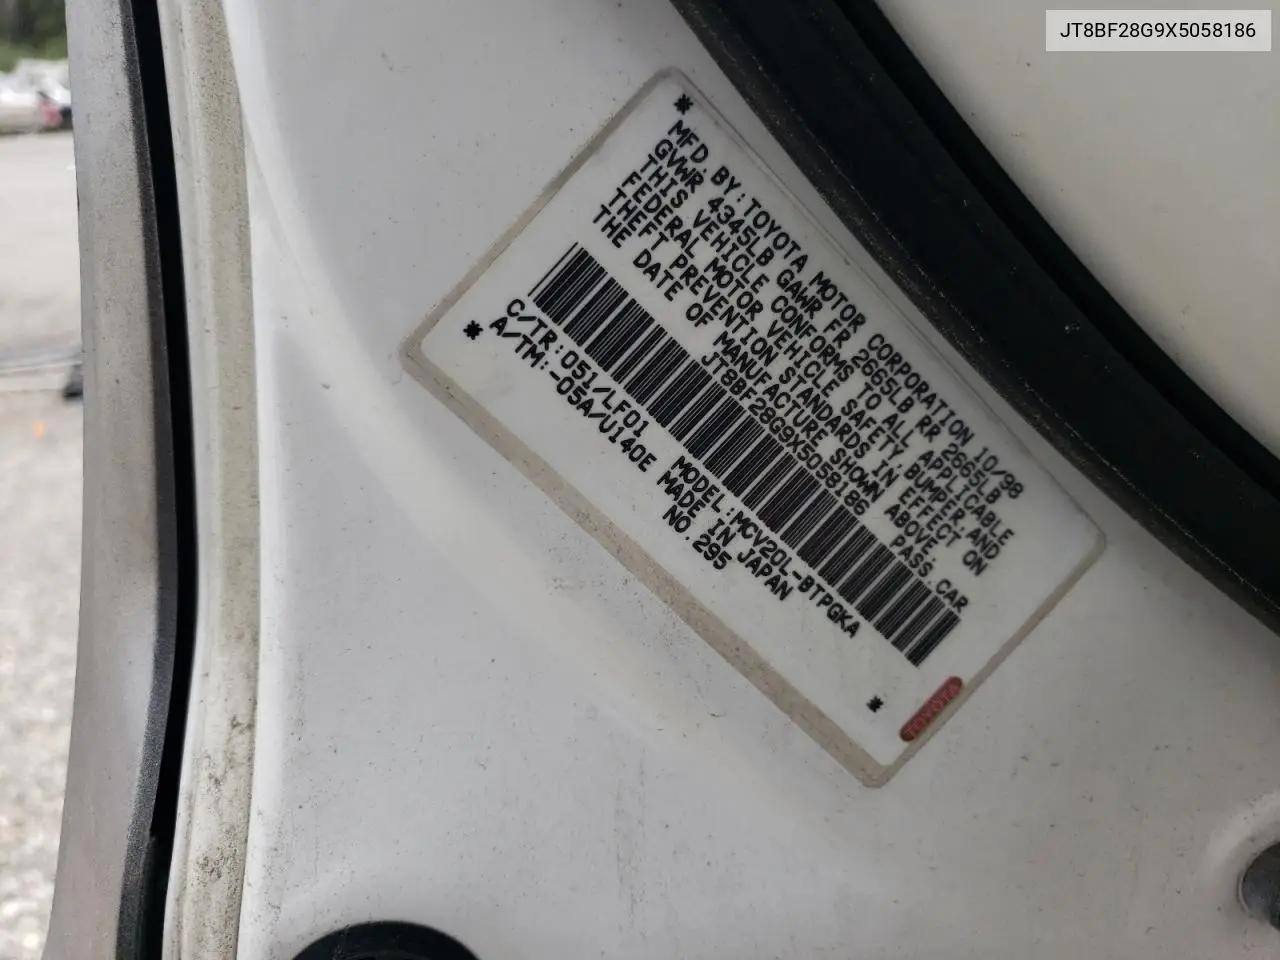 JT8BF28G9X5058186
MFD. BY: TOYOTA MOTOR CORPORATION 10/98
GVWR 4345LB GAWR FR 2665LB RR 2665LB
THIS VEHICLE CONFORMS TO ALL APPLICABLE
FEDERAL MOTOR VEHICLE SAFETY, BUMPER, AND
THEFT PREVENTION STANDARDS IN EFFECT ON
THE DATE OF MANUFACTURE SHOWN ABOVE.
JT8BF28G9X5058186 PASS. CAR
C/TR: 051/LF01 MODEL: MCV20L-BTPGKA
A/TM: -05A/U140E MADE IN JAPAN
NO. 295
TOYOTA